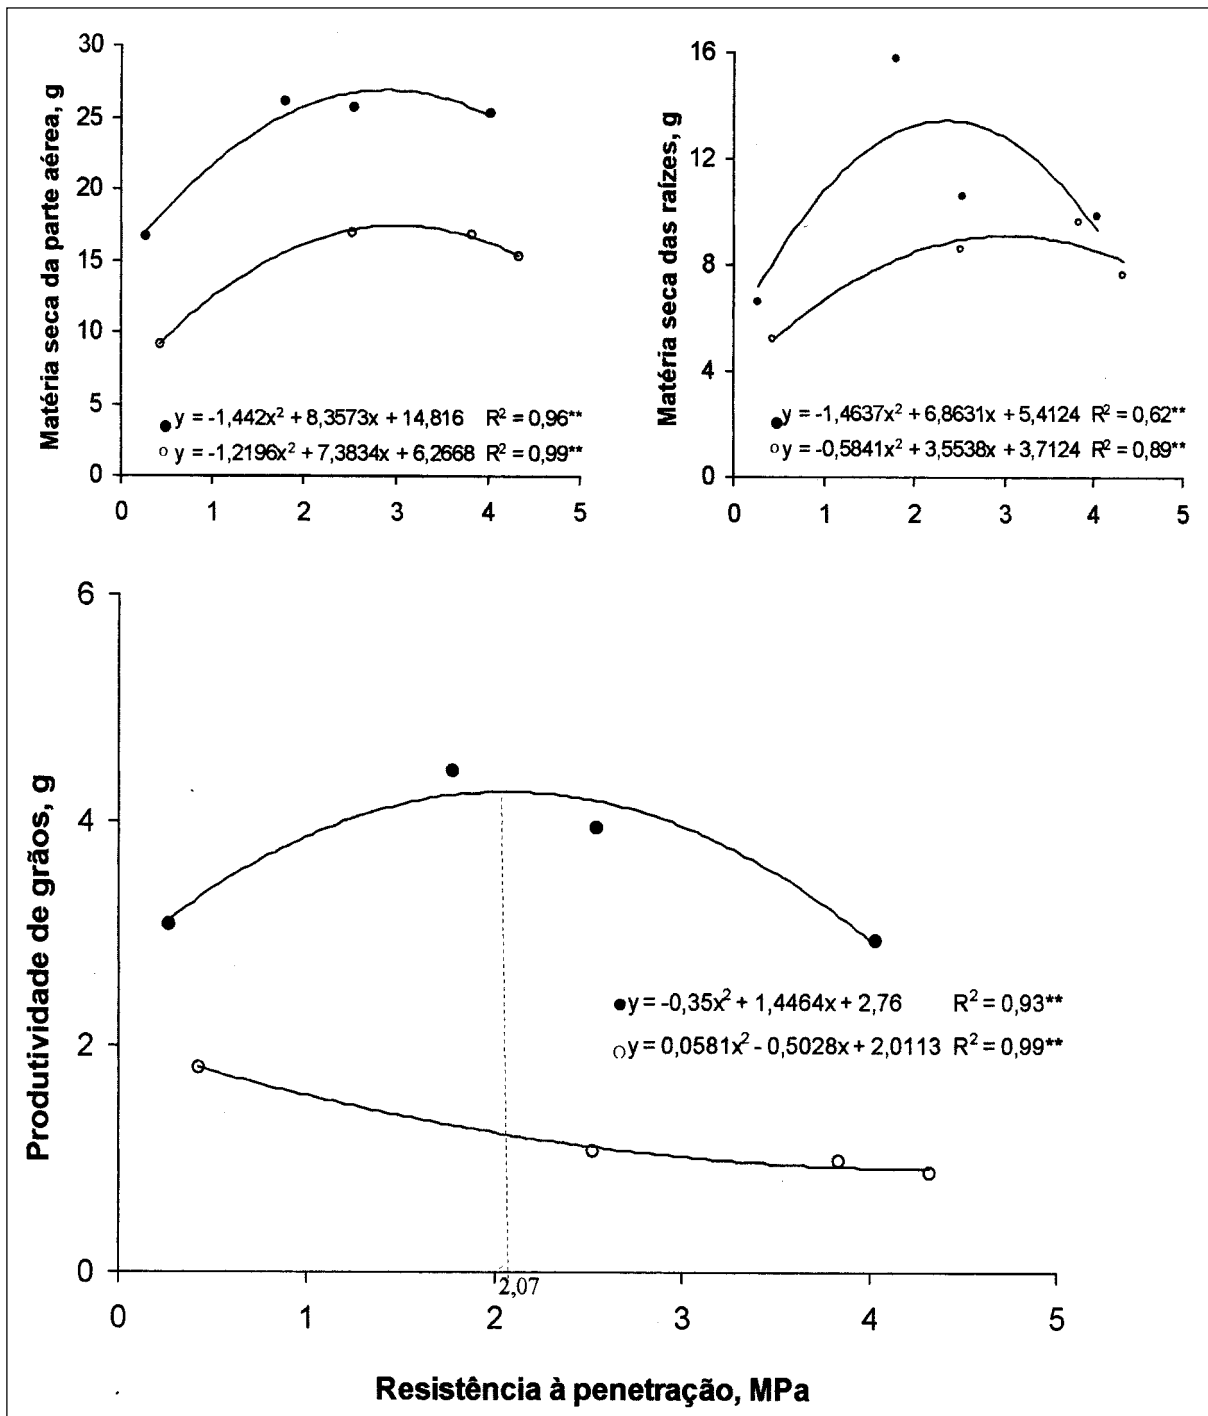 Matéria seca da parte aérea, g
30
25
20
15
10
5
0
● y = -1,442x² + 8,3573x + 14,816 R² = 0,96**
○ y = -1,2196x² + 7,3834x + 6,2668 R² = 0,99**
0 1 2 3 4 5
Matéria seca das raízes, g
16
12
8
4
0
● y = -1,4637x² + 6,8631x + 5,4124 R² = 0,62**
○ y = -0,5841x² + 3,5538x + 3,7124 R² = 0,89**
0 1 2 3 4 5
Produtividade de grãos, g
6
4
2
0
● y = -0,35x² + 1,4464x + 2,76 R² = 0,93**
○ y = 0,0581x² - 0,5028x + 2,0113 R² = 0,99**
2,07
0 1 2 3 4 5
Resistência à penetração, MPa